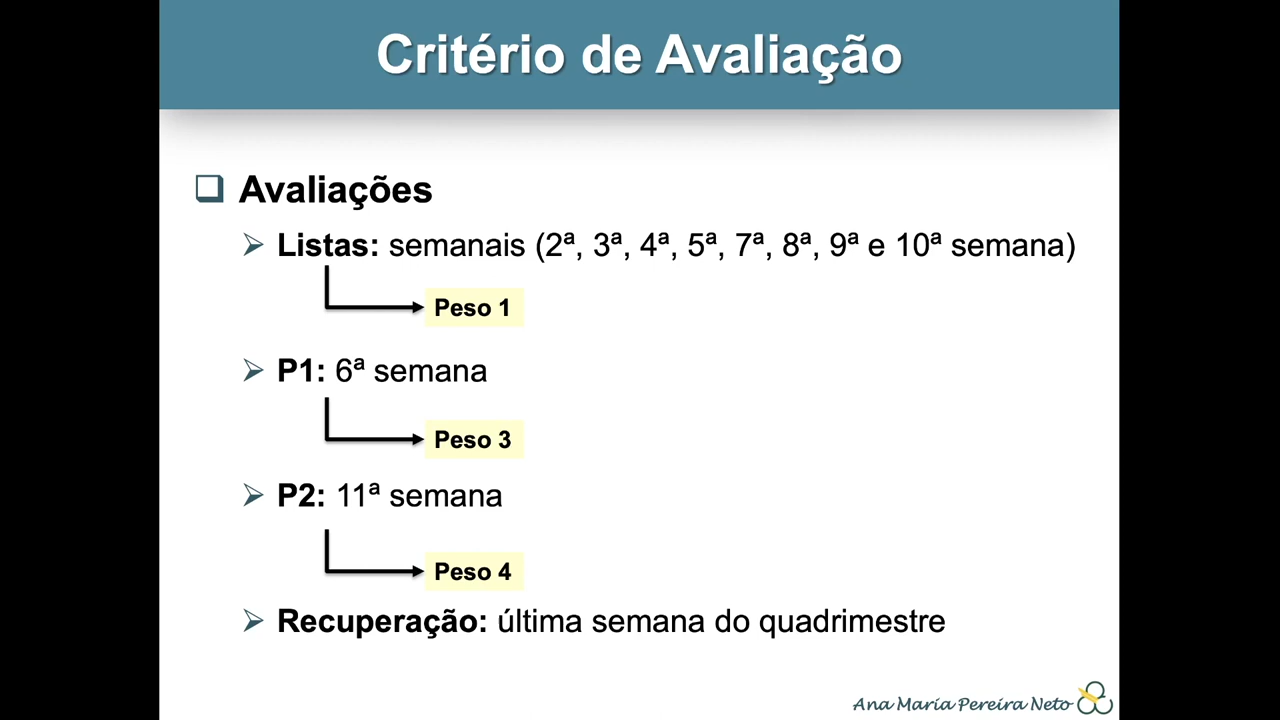 Critério de Avaliação
Avaliações
Listas: semanais (2ª, 3ª, 4ª, 5ª, 7ª, 8ª, 9ª e 10ª semana)
Peso 1
P1: 6ª semana
Peso 3
P2: 11ª semana
Peso 4
Recuperação: última semana do quadrimestre
Ana Maria Pereira Neto